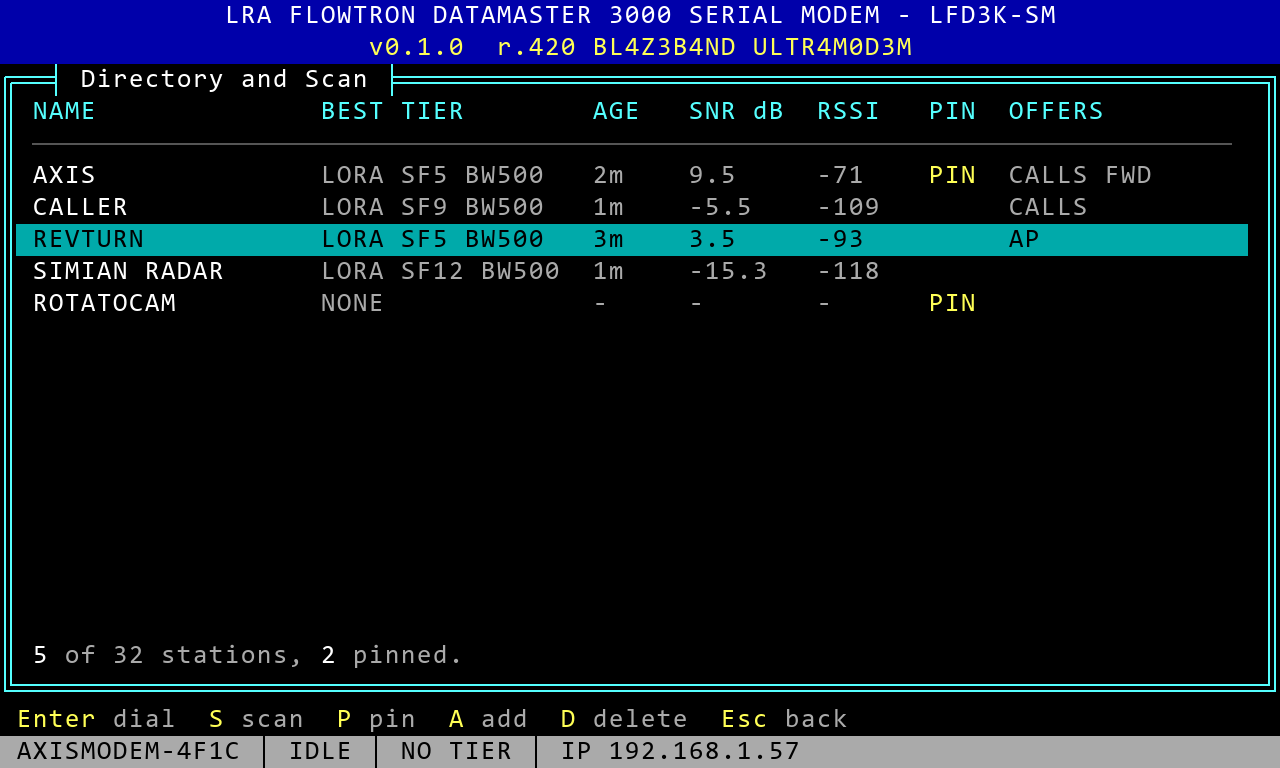 LRA FLOWTRON DATAMASTER 3000 SERIAL MODEM - LFD3K-SM
v0.1.0  r.420 BL4Z3B4ND ULTR4M0D3M
Directory and Scan
NAME BEST TIER AGE SNR dB RSSI PIN OFFERS
AXIS LORA SF5 BW500 2m 9.5 -71 PIN CALLS FWD
CALLER LORA SF9 BW500 1m -5.5 -109 CALLS
REVTURN LORA SF5 BW500 3m 3.5 -93 AP
SIMIAN RADAR LORA SF12 BW500 1m -15.3 -118
ROTATOCAM NONE - - - PIN
5 of 32 stations, 2 pinned.
Enter dial S scan P pin A add D delete Esc back
AXISMODEM-4F1C IDLE NO TIER IP 192.168.1.57